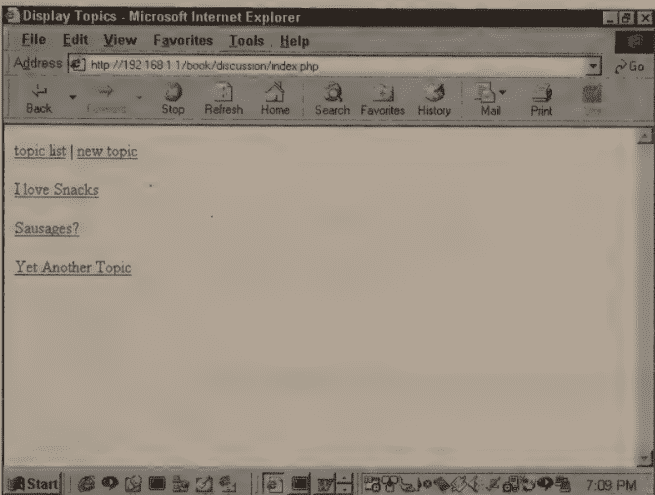 Display Topics - Microsoft Internet Explorer
File Edit View Favorites Tools Help
Address http://192.168.1.1/book/discussion/index.php Go
Back Forward Stop Refresh Home Search Favorites History Mail Print
topic list | new topic
I love Snacks
Sausages?
Yet Another Topic
Start 7:09 PM